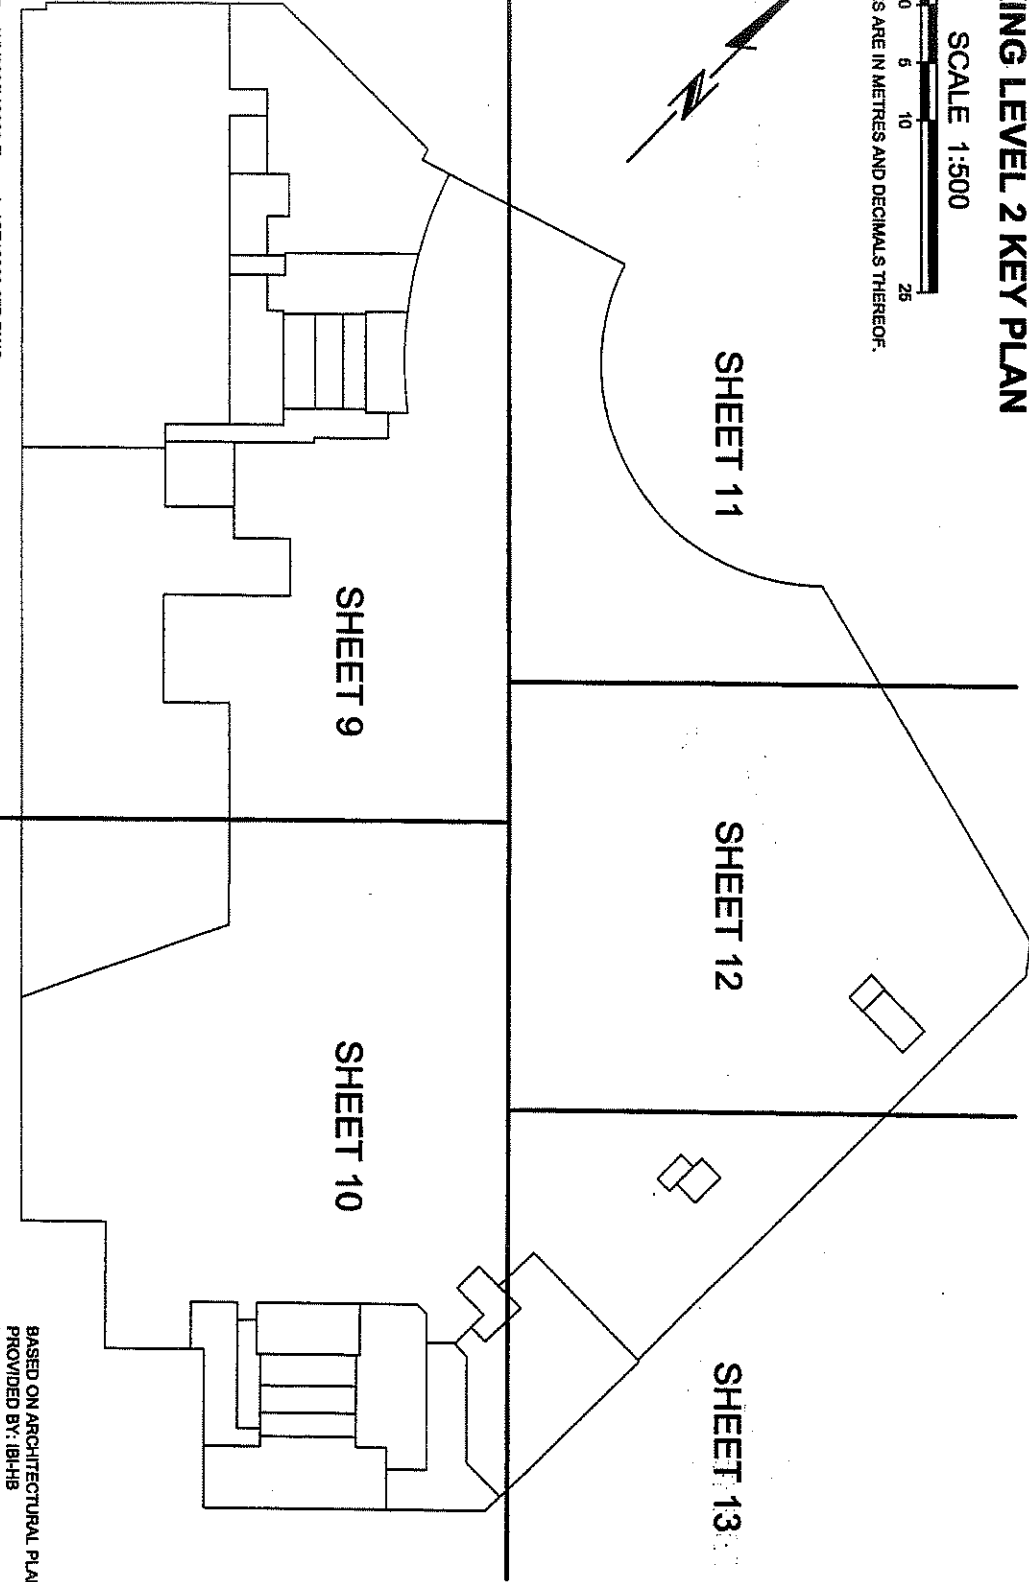 ING LEVEL 2 KEY PLAN
SCALE 1:500
0 5 10 25
S ARE IN METRES AND DECIMALS THEREOF.
N
SHEET 11
SHEET 12
SHEET 13
SHEET 9
SHEET 10
BASED ON ARCHITECTURAL PLA
PROVIDED BY: IBI-HB